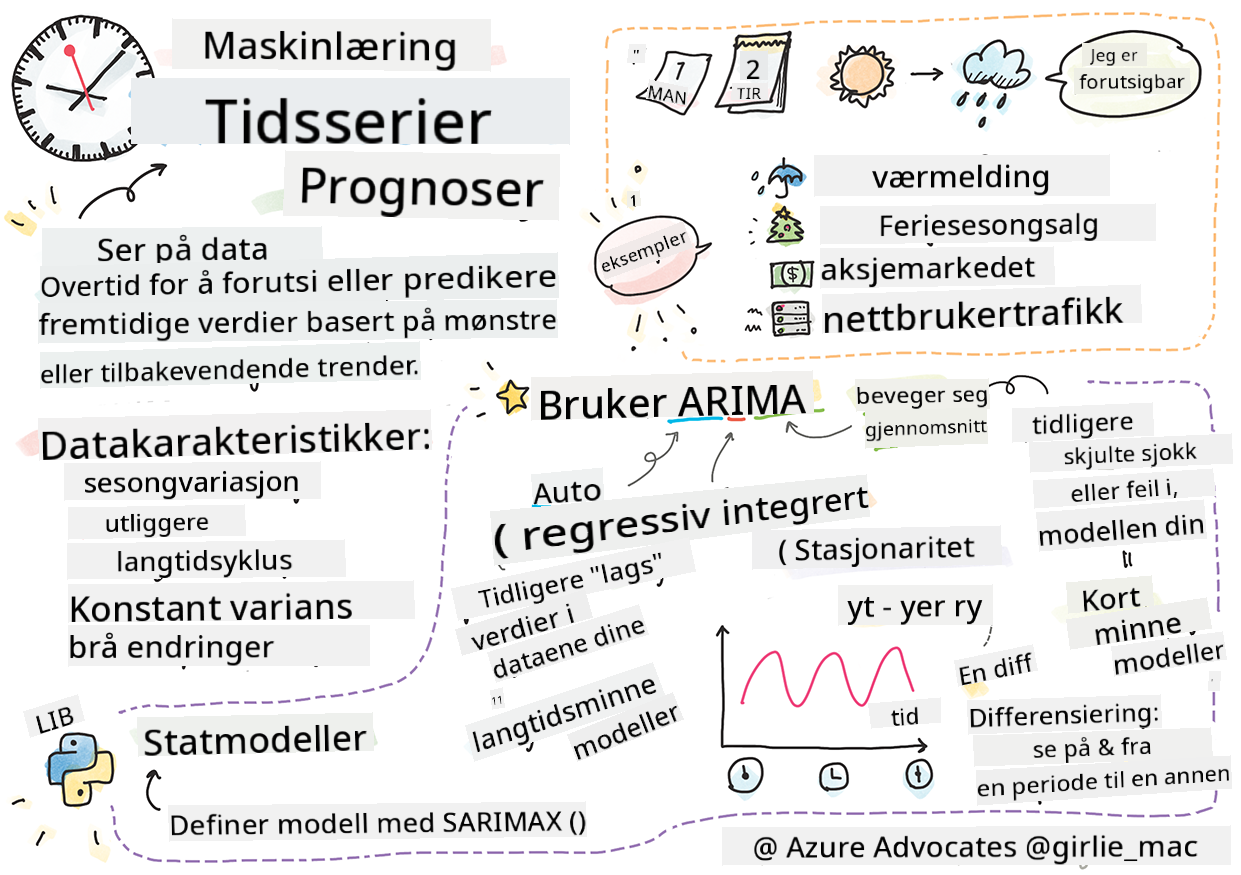 Maskinlæring
Tidsserier
Prognoser
Ser på data
Overtid for å forutsi eller predikere
fremtidige verdier basert på mønstre
eller tilbakevendende trender.
"
1
MAN
2
TIR
Jeg er
forutsigbar
1
eksempler
værmelding
Feriesesongsalg
($)
aksjemarkedet
nettbrukertrafikk
Datakarakteristikker:
sesongvariasjon
utliggere
langtidsyklus
Konstant varians
brå endringer
Bruker ARIMA
beveger seg
gjennomsnitt
tidligere
skjulte sjokk
eller feil i,
modellen din
Kort
minne
modeller
Auto
( regressiv integrert
Tidligere "lags"
verdier i
dataene dine
11
langtidsminne
modeller
( Stasjonaritet
yt - yer ry
En diff
tid
Differensiering:
se på & fra
en periode til en annen
LIB
Statmodeller
Definer modell med SARIMAX ()
@ Azure Advocates @girlie_mac